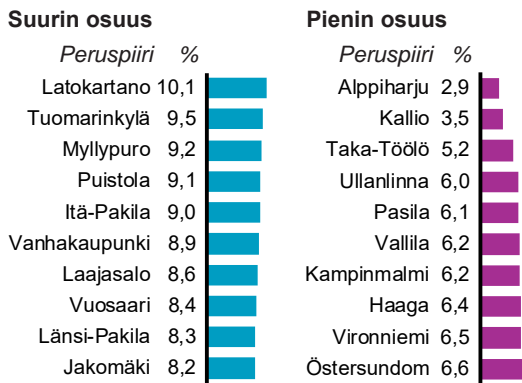 Suurin osuus
Peruspiiri %
Latokartano 10,1
Tuomarinkylä 9,5
Myllypuro 9,2
Puistola 9,1
Itä-Pakila 9,0
Vanhakaupunki 8,9
Laajasalo 8,6
Vuosaari 8,4
Länsi-Pakila 8,3
Jakomäki 8,2
Pienin osuus
Peruspiiri %
Alppiharju 2,9
Kallio 3,5
Taka-Töölö 5,2
Ullanlinna 6,0
Pasila 6,1
Vallila 6,2
Kampinmalmi 6,2
Haaga 6,4
Vironniemi 6,5
Östersundom 6,6